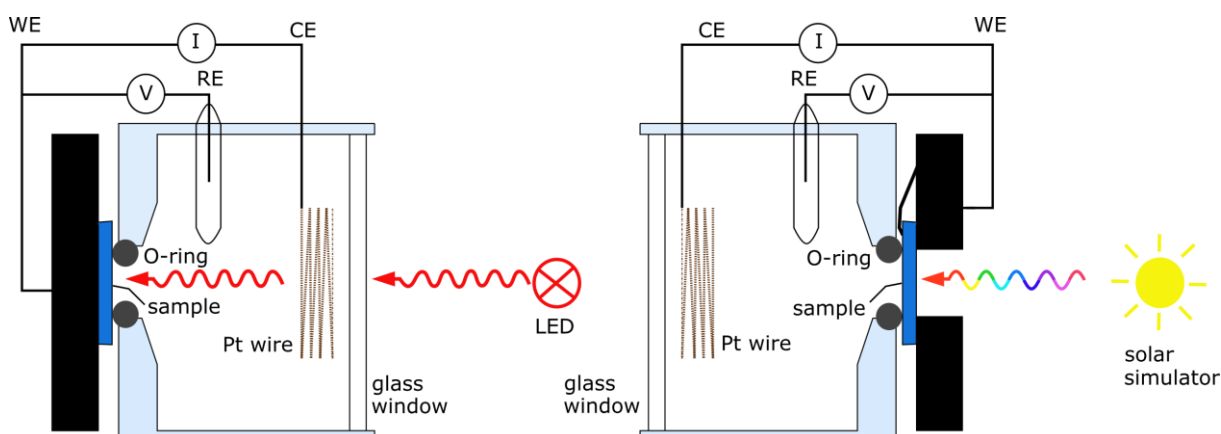 WE
I
CE
V
RE
O-ring
sample
Pt wire
LED
glass
window
CE
I
WE
RE
V
O-ring
sample
Pt wire
glass
window
solar
simulator